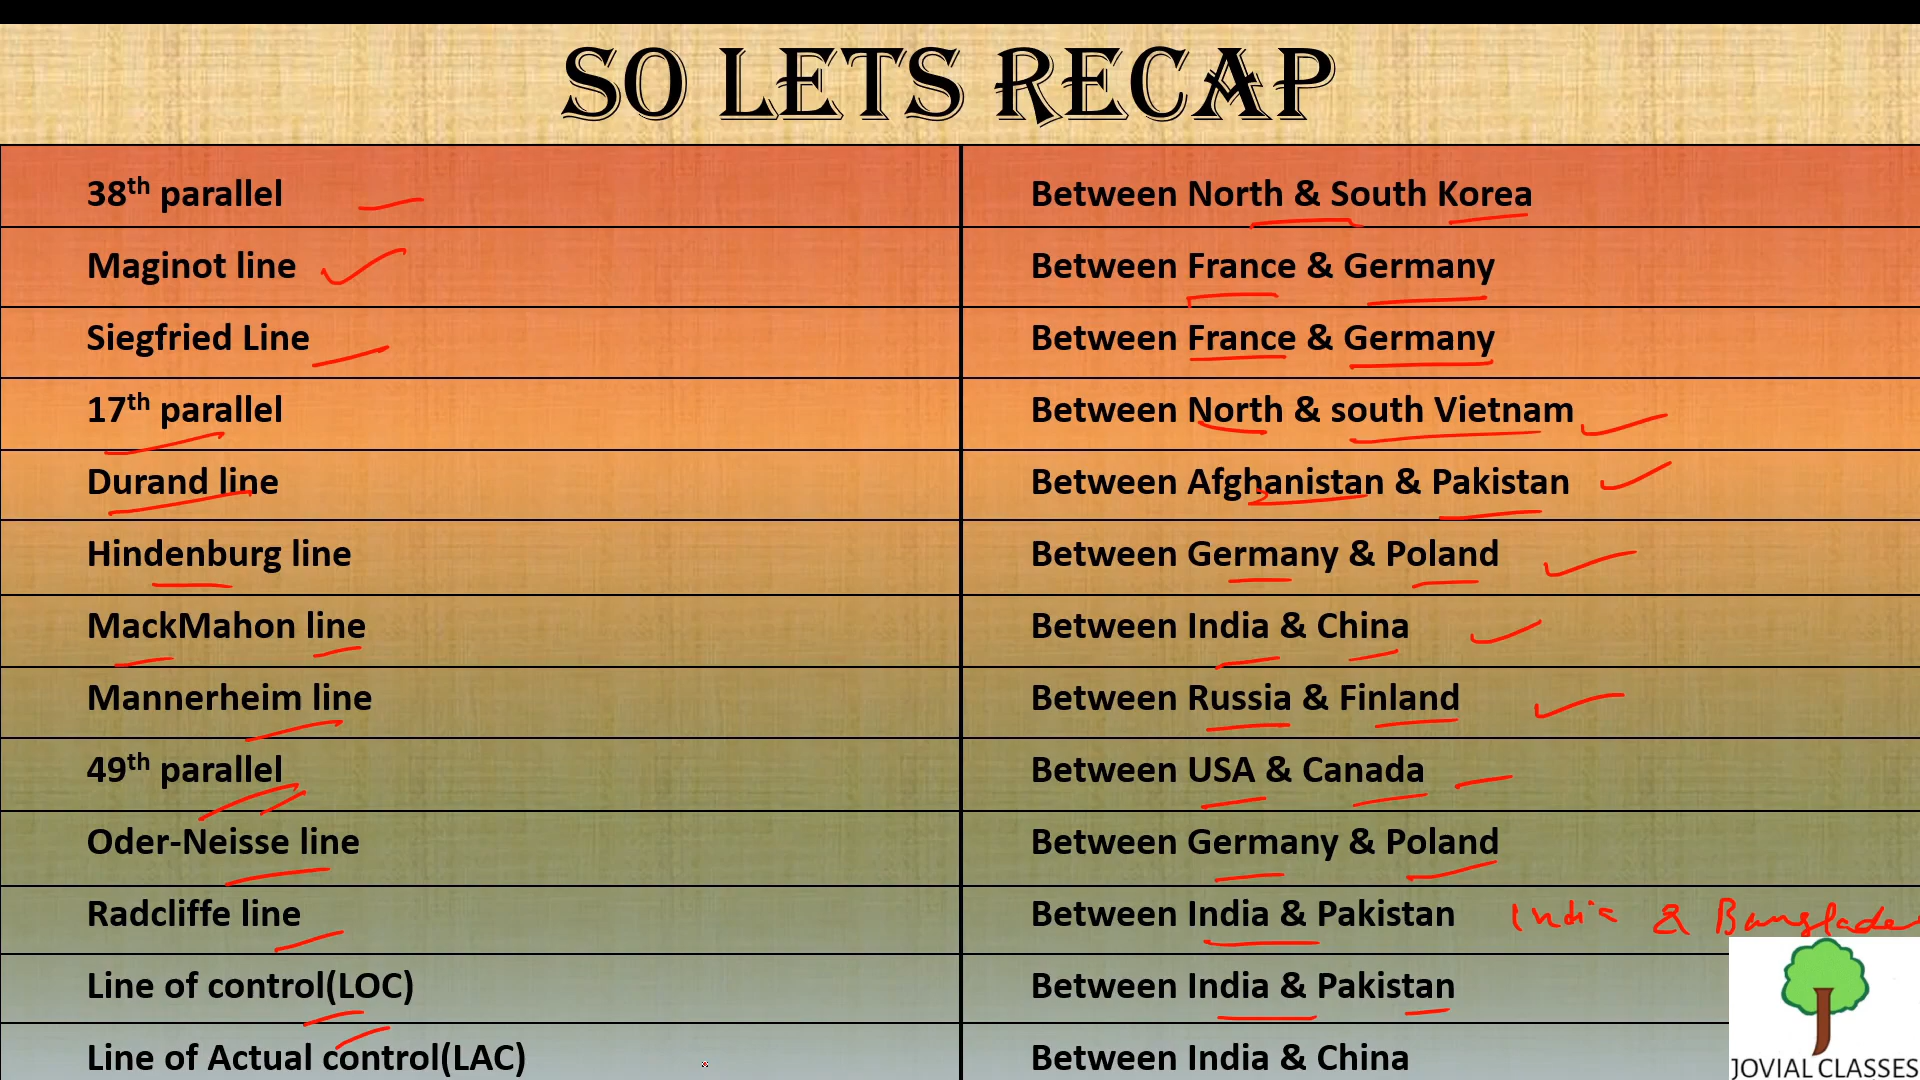 SO LETS RECAP
38th parallel Between North & South Korea
Maginot line Between France & Germany
Siegfried Line Between France & Germany
17th parallel Between North & south Vietnam
Durand line Between Afghanistan & Pakistan
Hindenburg line Between Germany & Poland
MackMahon line Between India & China
Mannerheim line Between Russia & Finland
49th parallel Between USA & Canada
Oder-Neisse line Between Germany & Poland
Radcliffe line Between India & Pakistan India & Banglades
Line of control(LOC) Between India & Pakistan
Line of Actual control(LAC) Between India & China
JOVIAL CLASSES